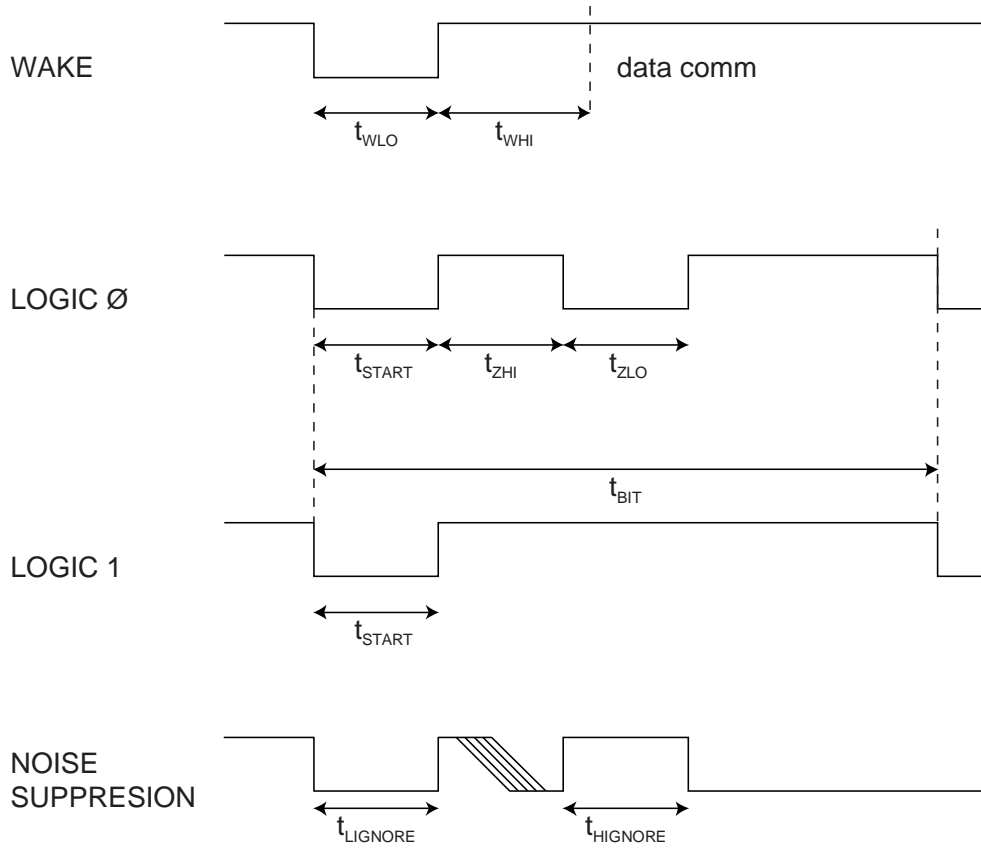 WAKE
data comm
tWLO
tWHI
LOGIC Ø
tSTART
tZHI
tZLO
tBIT
LOGIC 1
tSTART
NOISE
SUPPRESION
tLIGNORE
tHIGNORE